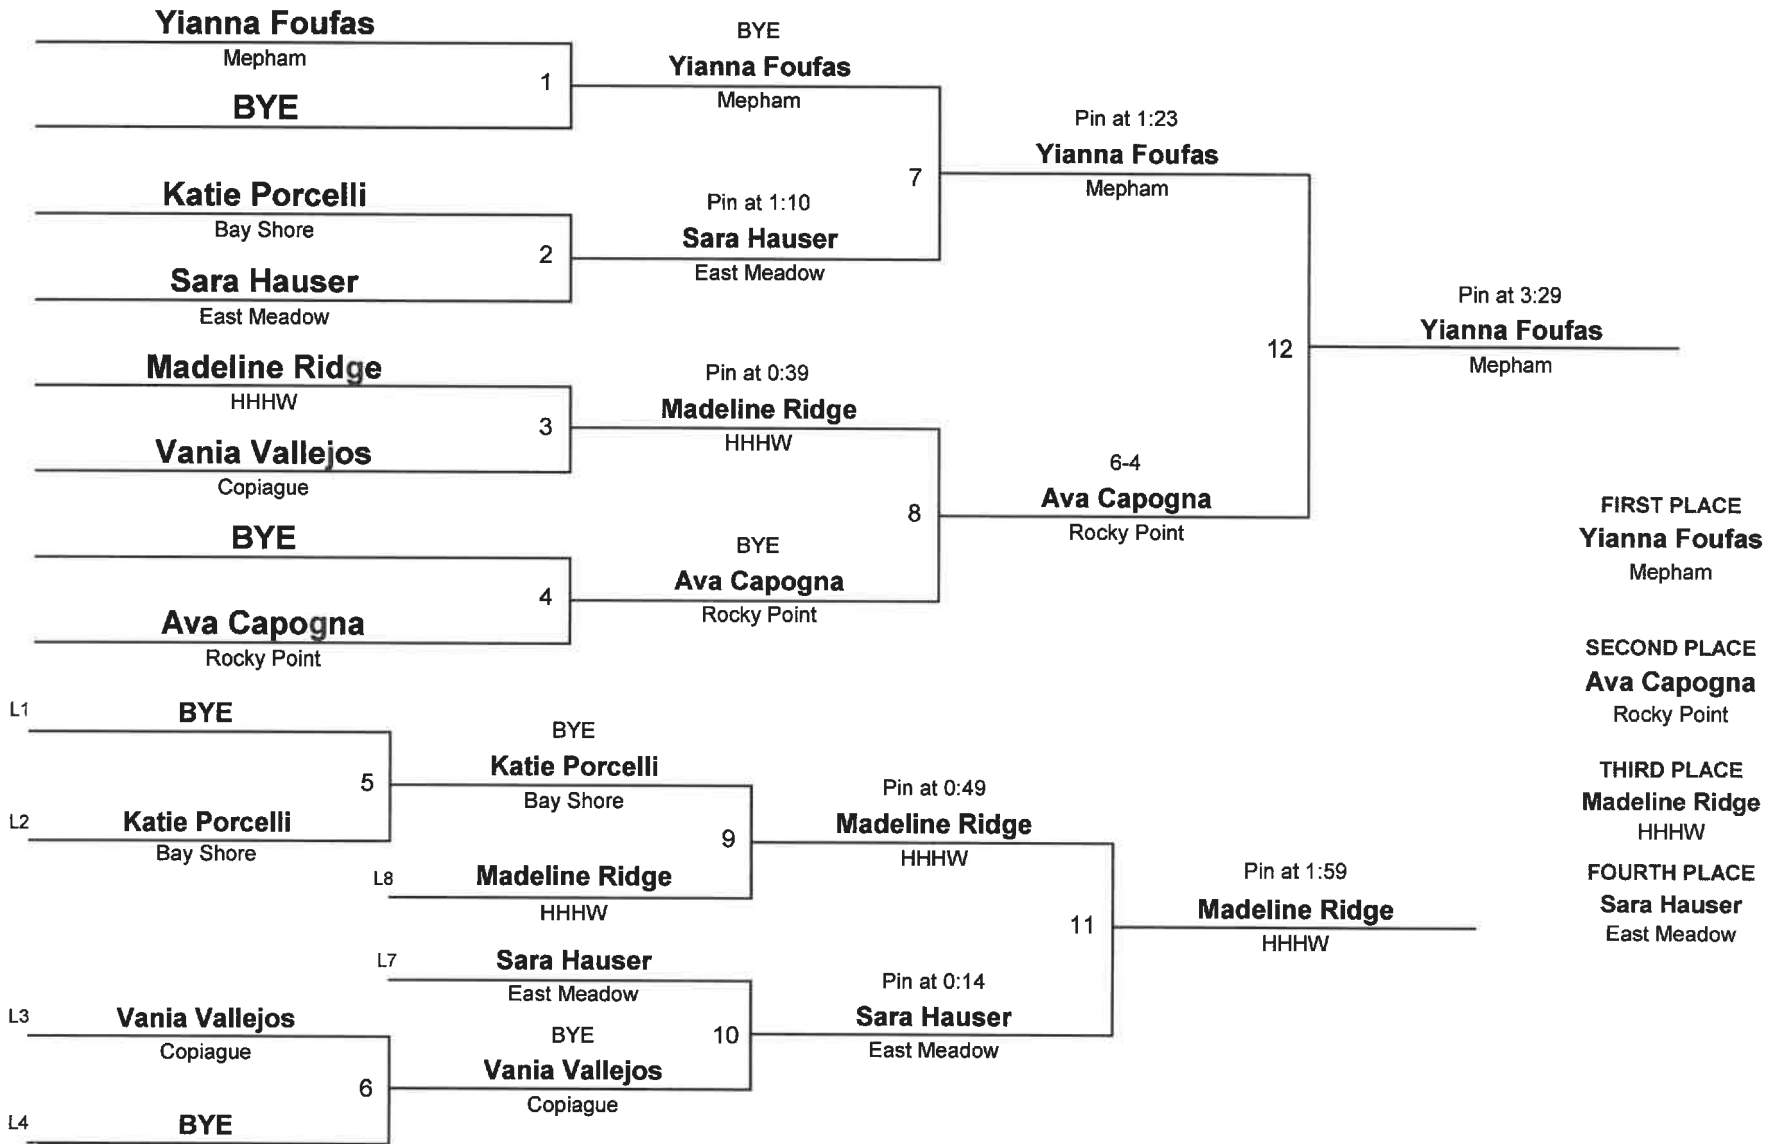 Yianna Foufas
Mepham
1
BYE
BYE
Yianna Foufas
Mepham
Katie Porcelli
Bay Shore
2
Sara Hauser
East Meadow
Pin at 1:10
Sara Hauser
East Meadow
7
Pin at 1:23
Yianna Foufas
Mepham
Madeline Ridge
HHHW
3
Vania Vallejos
Copiague
Pin at 0:39
Madeline Ridge
HHHW
BYE
4
Ava Capogna
Rocky Point
BYE
Ava Capogna
Rocky Point
8
6-4
Ava Capogna
Rocky Point
12
Pin at 3:29
Yianna Foufas
Mepham
FIRST PLACE
Yianna Foufas
Mepham
SECOND PLACE
Ava Capogna
Rocky Point
THIRD PLACE
Madeline Ridge
HHHW
FOURTH PLACE
Sara Hauser
East Meadow
L1
BYE
5
L2
Katie Porcelli
Bay Shore
BYE
Katie Porcelli
Bay Shore
9
L8
Madeline Ridge
HHHW
Pin at 0:49
Madeline Ridge
HHHW
L7
Sara Hauser
East Meadow
10
L3
Vania Vallejos
Copiague
6
L4
BYE
BYE
Vania Vallejos
Copiague
Pin at 0:14
Sara Hauser
East Meadow
11
Pin at 1:59
Madeline Ridge
HHHW